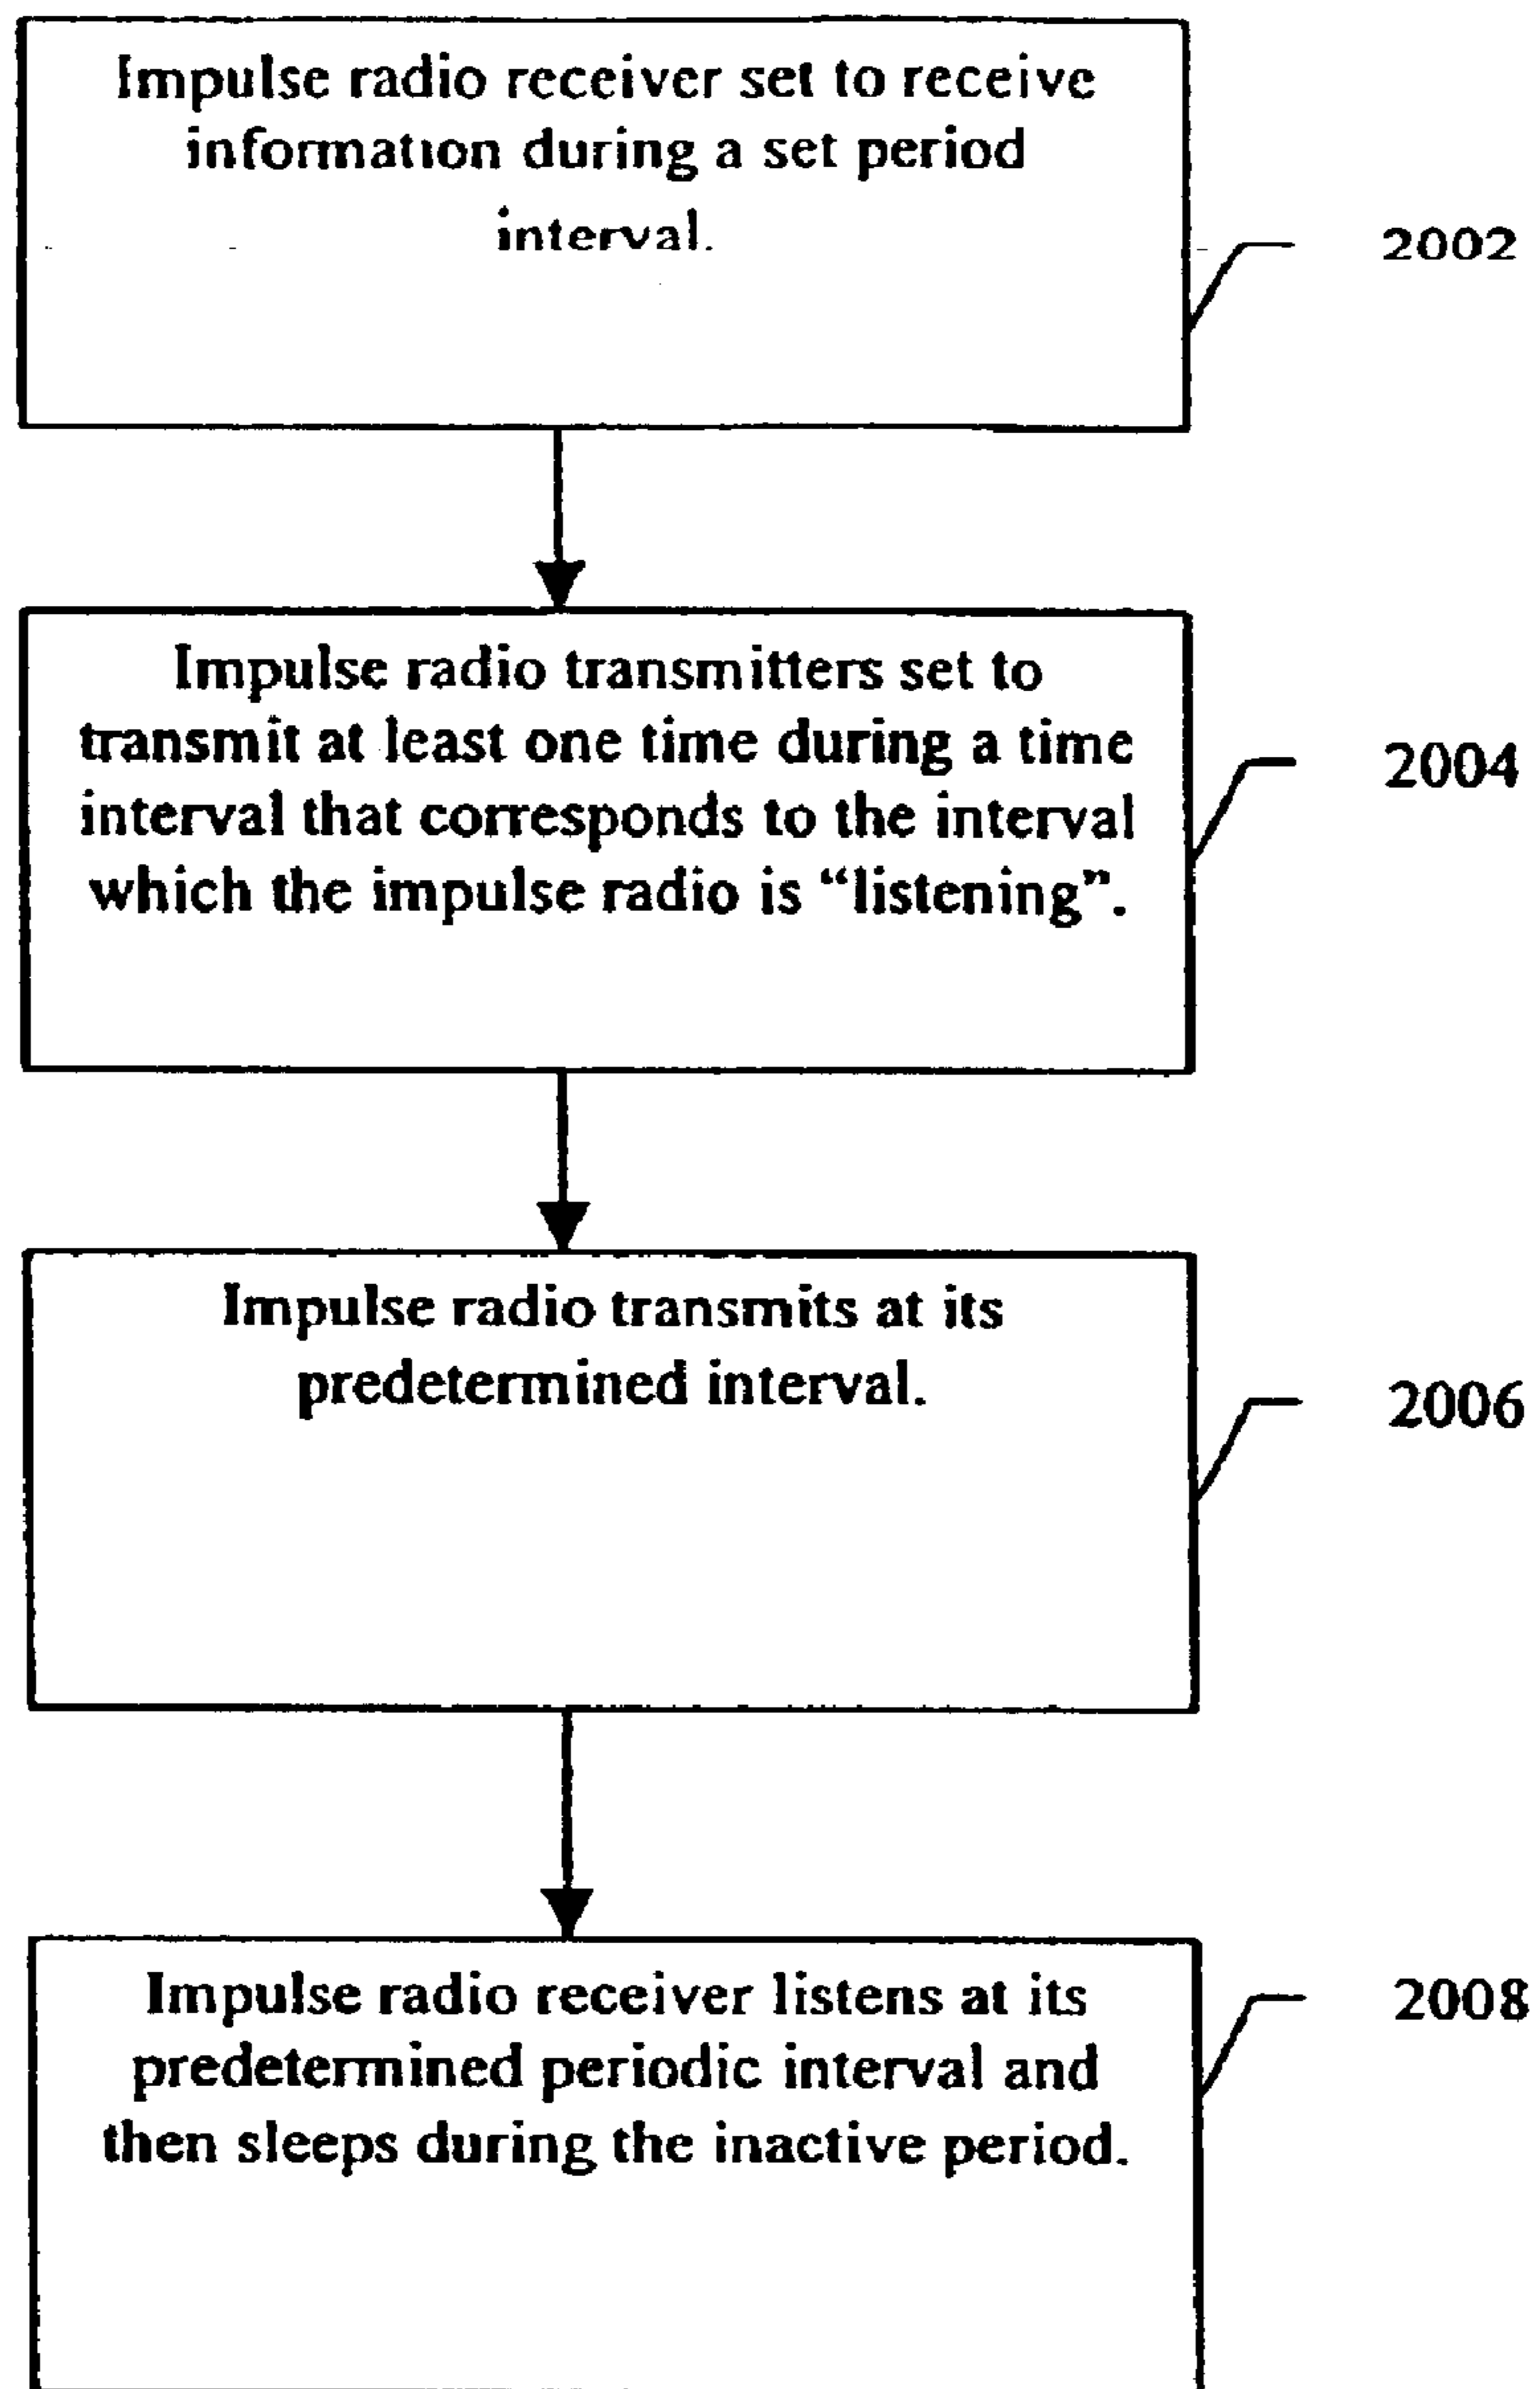 Impulse radio receiver set to receive
information during a set period
interval.
2002
Impulse radio transmitters set to
transmit at least one time during a time
interval that corresponds to the interval
which the impulse radio is “listening”.
2004
Impulse radio transmits at its
predetermined interval.
2006
Impulse radio receiver listens at its
predetermined periodic interval and
then sleeps during the inactive period.
2008